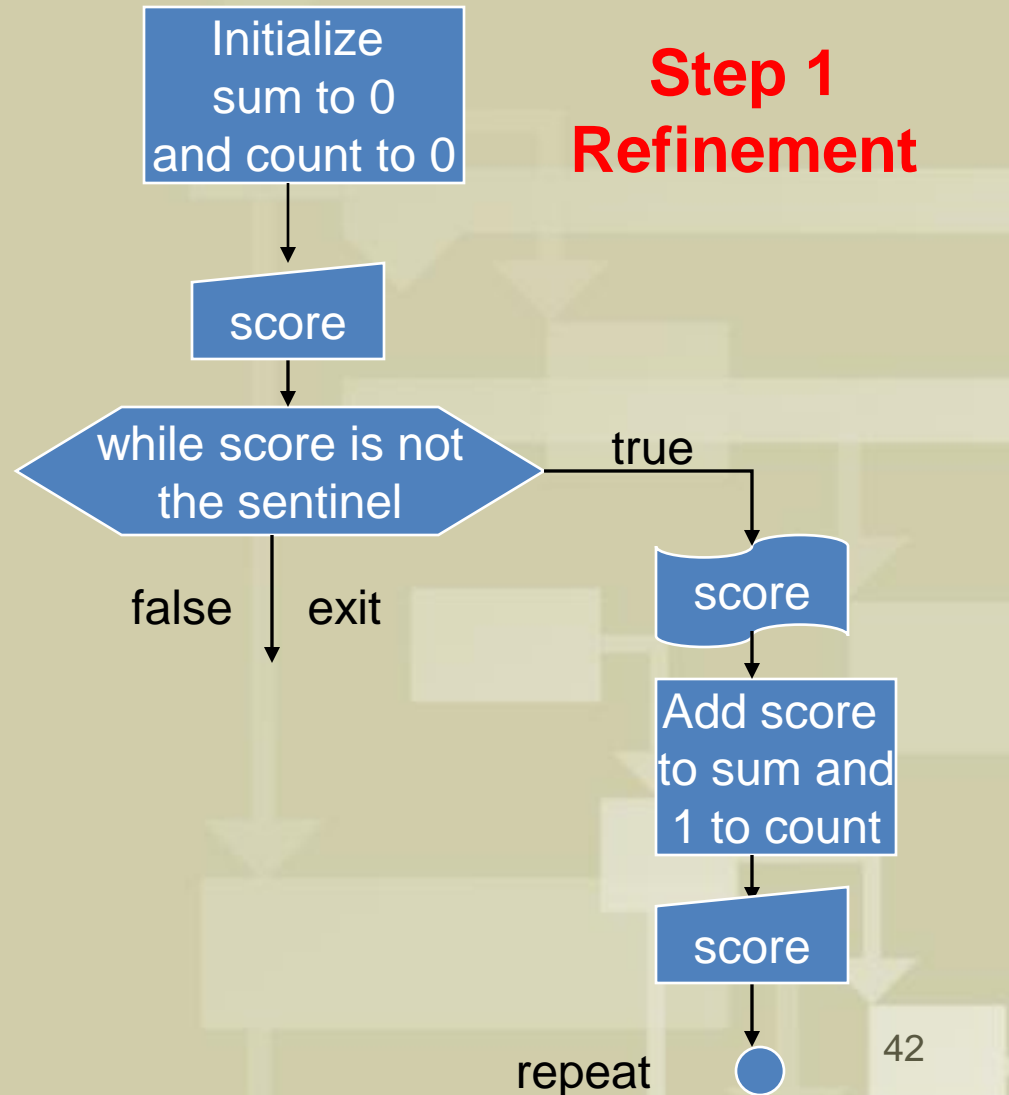 Initialize
sum to 0
and count to 0
Step 1
Refinement
score
while score is not
the sentinel
true
false
exit
score
Add score
to sum and
1 to count
score
repeat
42